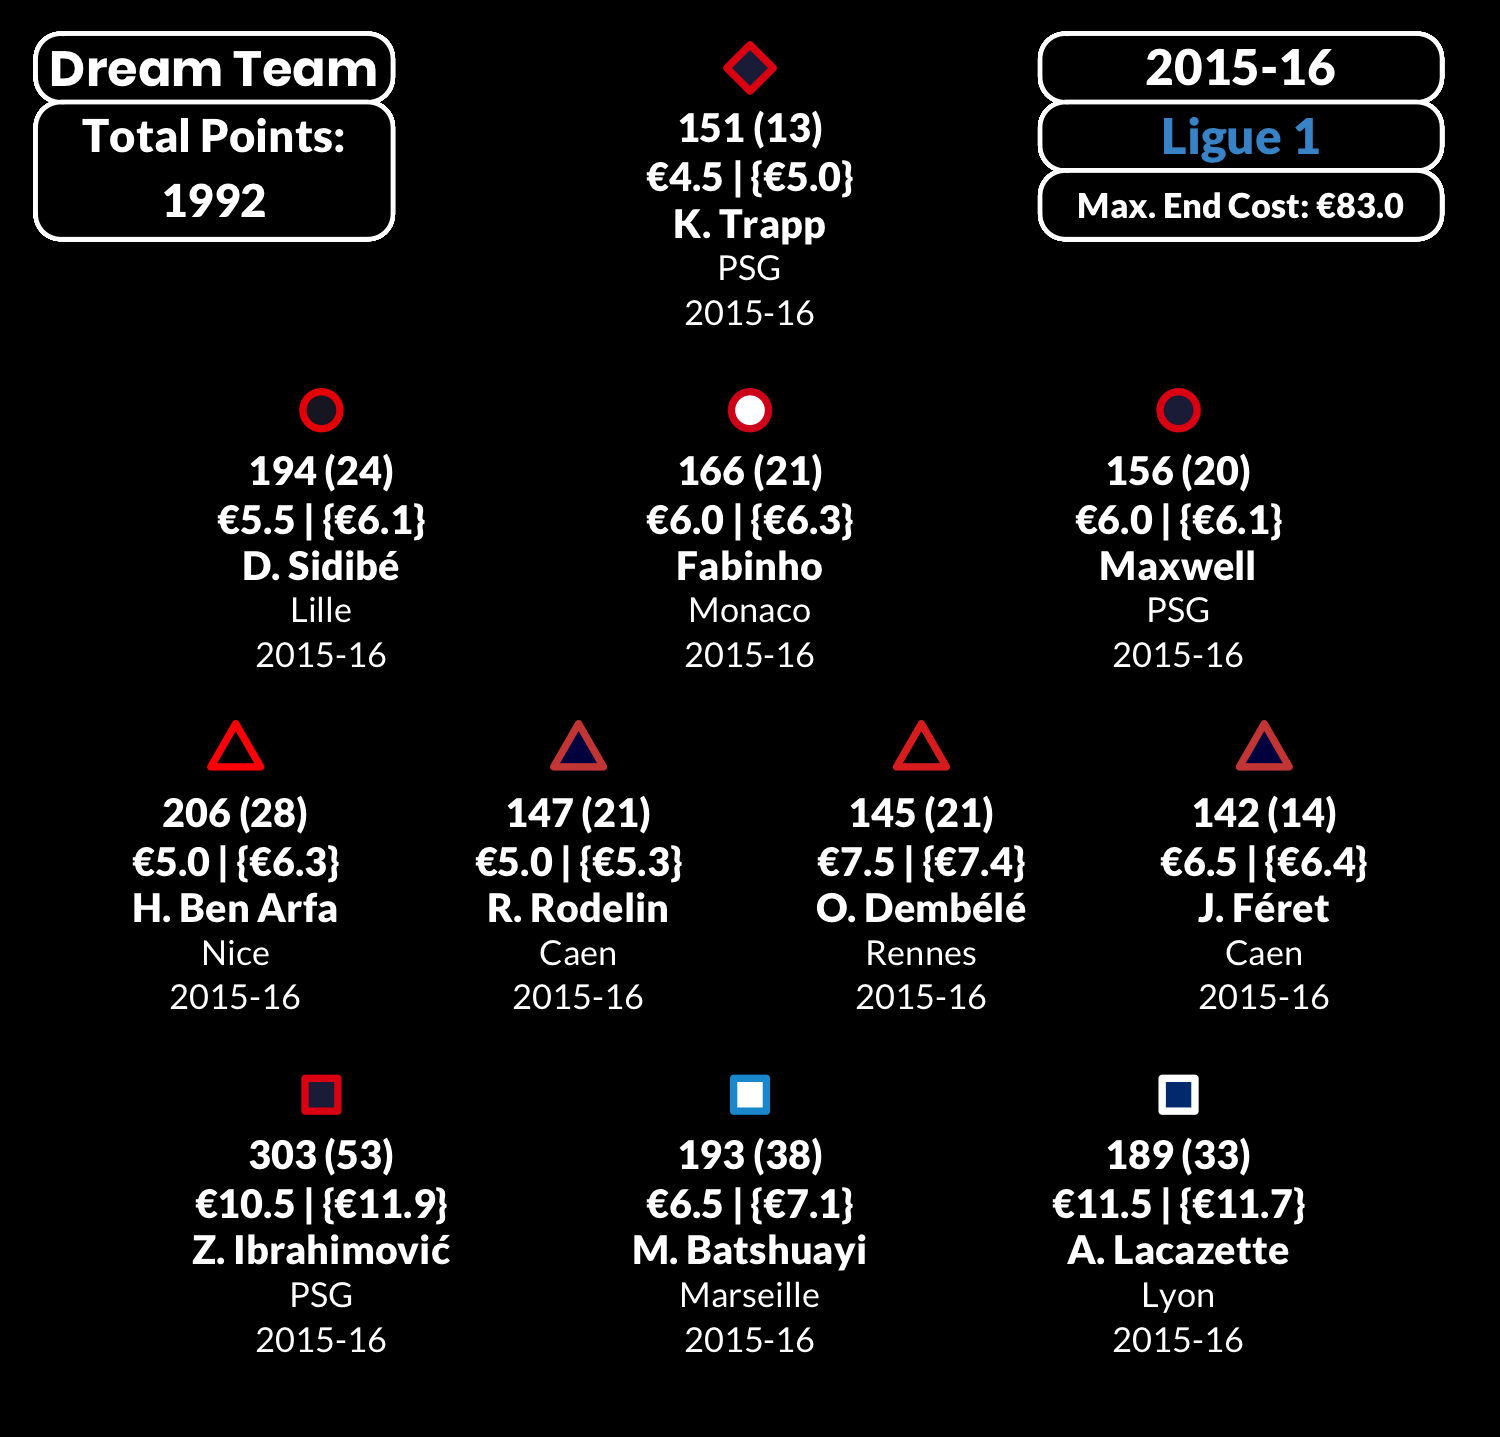 Dream Team
Total Points:
1992
2015-16
Ligue 1
Max. End Cost: €83.0
151 (13)
€4.5 | {€5.0}
K. Trapp
PSG
2015-16
194 (24)
€5.5 | {€6.1}
D. Sidibé
Lille
2015-16
166 (21)
€6.0 | {€6.3}
Fabinho
Monaco
2015-16
156 (20)
€6.0 | {€6.1}
Maxwell
PSG
2015-16
206 (28)
€5.0 | {€6.3}
H. Ben Arfa
Nice
2015-16
147 (21)
€5.0 | {€5.3}
R. Rodelin
Caen
2015-16
145 (21)
€7.5 | {€7.4}
O. Dembélé
Rennes
2015-16
142 (14)
€6.5 | {€6.4}
J. Féret
Caen
2015-16
303 (53)
€10.5 | {€11.9}
Z. Ibrahimović
PSG
2015-16
193 (38)
€6.5 | {€7.1}
M. Batshuayi
Marseille
2015-16
189 (33)
€11.5 | {€11.7}
A. Lacazette
Lyon
2015-16